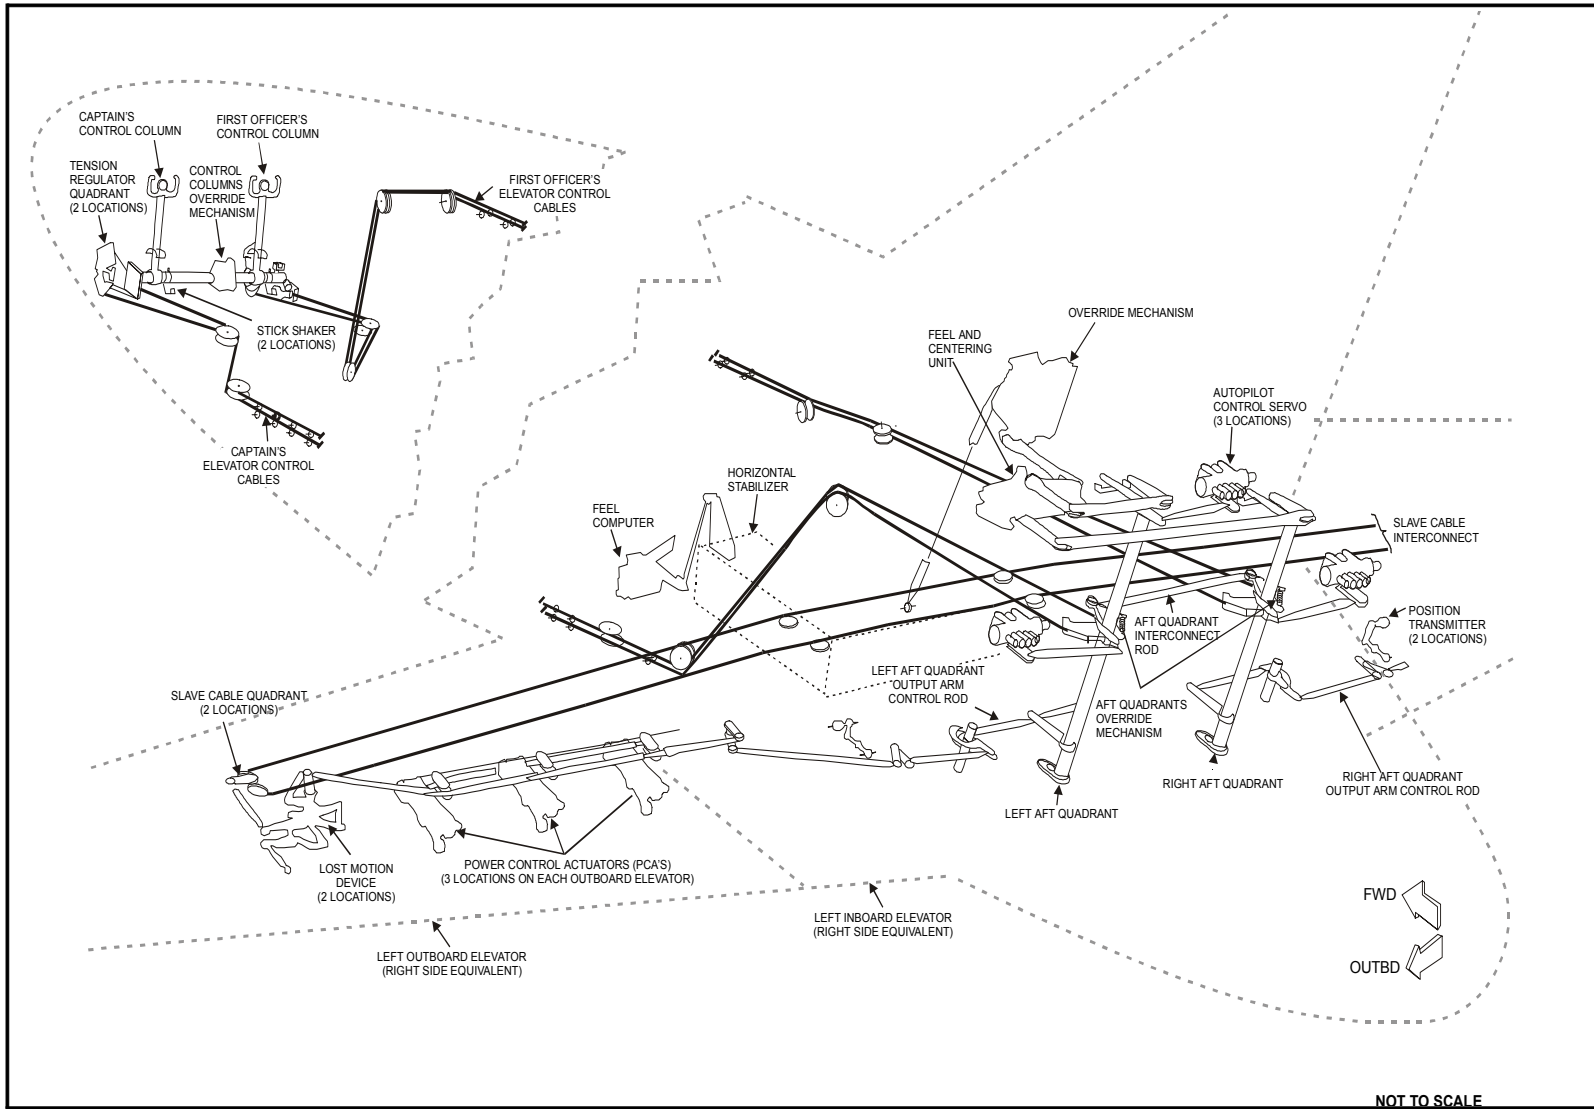 CAPTAIN'S
CONTROL COLUMN
FIRST OFFICER'S
CONTROL COLUMN
TENSION
REGULATOR
QUADRANT
(2 LOCATIONS)
CONTROL
COLUMNS
OVERRIDE
MECHANISM
FIRST OFFICER'S
ELEVATOR CONTROL
CABLES
STICK SHAKER
(2 LOCATIONS)
CAPTAIN'S
ELEVATOR CONTROL
CABLES
OVERRIDE MECHANISM
FEEL AND
CENTERING
UNIT
AUTOPILOT
CONTROL SERVO
(3 LOCATIONS)
HORIZONTAL
STABILIZER
FEEL
COMPUTER
SLAVE CABLE
INTERCONNECT
POSITION
TRANSMITTER
(2 LOCATIONS)
AFT QUADRANT
INTERCONNECT
ROD
LEFT AFT QUADRANT
OUTPUT ARM
CONTROL ROD
AFT QUADRANTS
OVERRIDE
MECHANISM
SLAVE CABLE QUADRANT
(2 LOCATIONS)
RIGHT AFT QUADRANT
RIGHT AFT QUADRANT
OUTPUT ARM CONTROL ROD
LEFT AFT QUADRANT
LOST MOTION
DEVICE
(2 LOCATIONS)
POWER CONTROL ACTUATORS (PCA'S)
(3 LOCATIONS ON EACH OUTBOARD ELEVATOR)
LEFT INBOARD ELEVATOR
(RIGHT SIDE EQUIVALENT)
LEFT OUTBOARD ELEVATOR
(RIGHT SIDE EQUIVALENT)
FWD
OUTBD
NOT TO SCALE